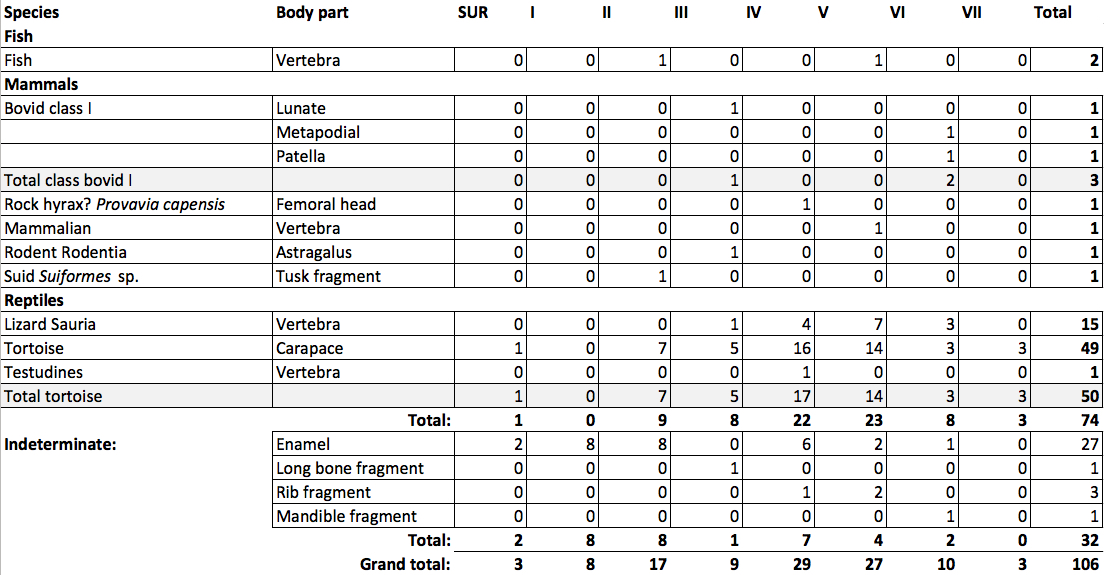 Species Body part SUR I II III IV V VI VII Total
Fish
Fish Vertebra 0 0 1 0 0 1 0 0 2
Mammals
Bovid class I Lunate 0 0 0 1 0 0 0 0 1
Metapodial 0 0 0 0 0 0 1 0 1
Patella 0 0 0 0 0 0 1 0 1
Total class bovid I 0 0 0 1 0 0 2 0 3
Rock hyrax? Provavia capensis Femoral head 0 0 0 0 1 0 0 0 1
Mammalian Vertebra 0 0 0 0 0 1 0 0 1
Rodent Rodentia Astragalus 0 0 0 1 0 0 0 0 1
Suid Suiformes sp. Tusk fragment 0 0 1 0 0 0 0 0 1
Reptiles
Lizard Sauria Vertebra 0 0 0 1 4 7 3 0 15
Tortoise Carapace 1 0 7 5 16 14 3 3 49
Testudines Vertebra 0 0 0 0 1 0 0 0 1
Total tortoise 1 0 7 5 17 14 3 3 50
Total: 1 0 9 8 22 23 8 3 74
Indeterminate: Enamel 2 8 8 0 6 2 1 0 27
Long bone fragment 0 0 0 1 0 0 0 0 1
Rib fragment 0 0 0 0 1 2 0 0 3
Mandible fragment 0 0 0 0 0 0 1 0 1
Total: 2 8 8 1 7 4 2 0 32
Grand total: 3 8 17 9 29 27 10 3 106